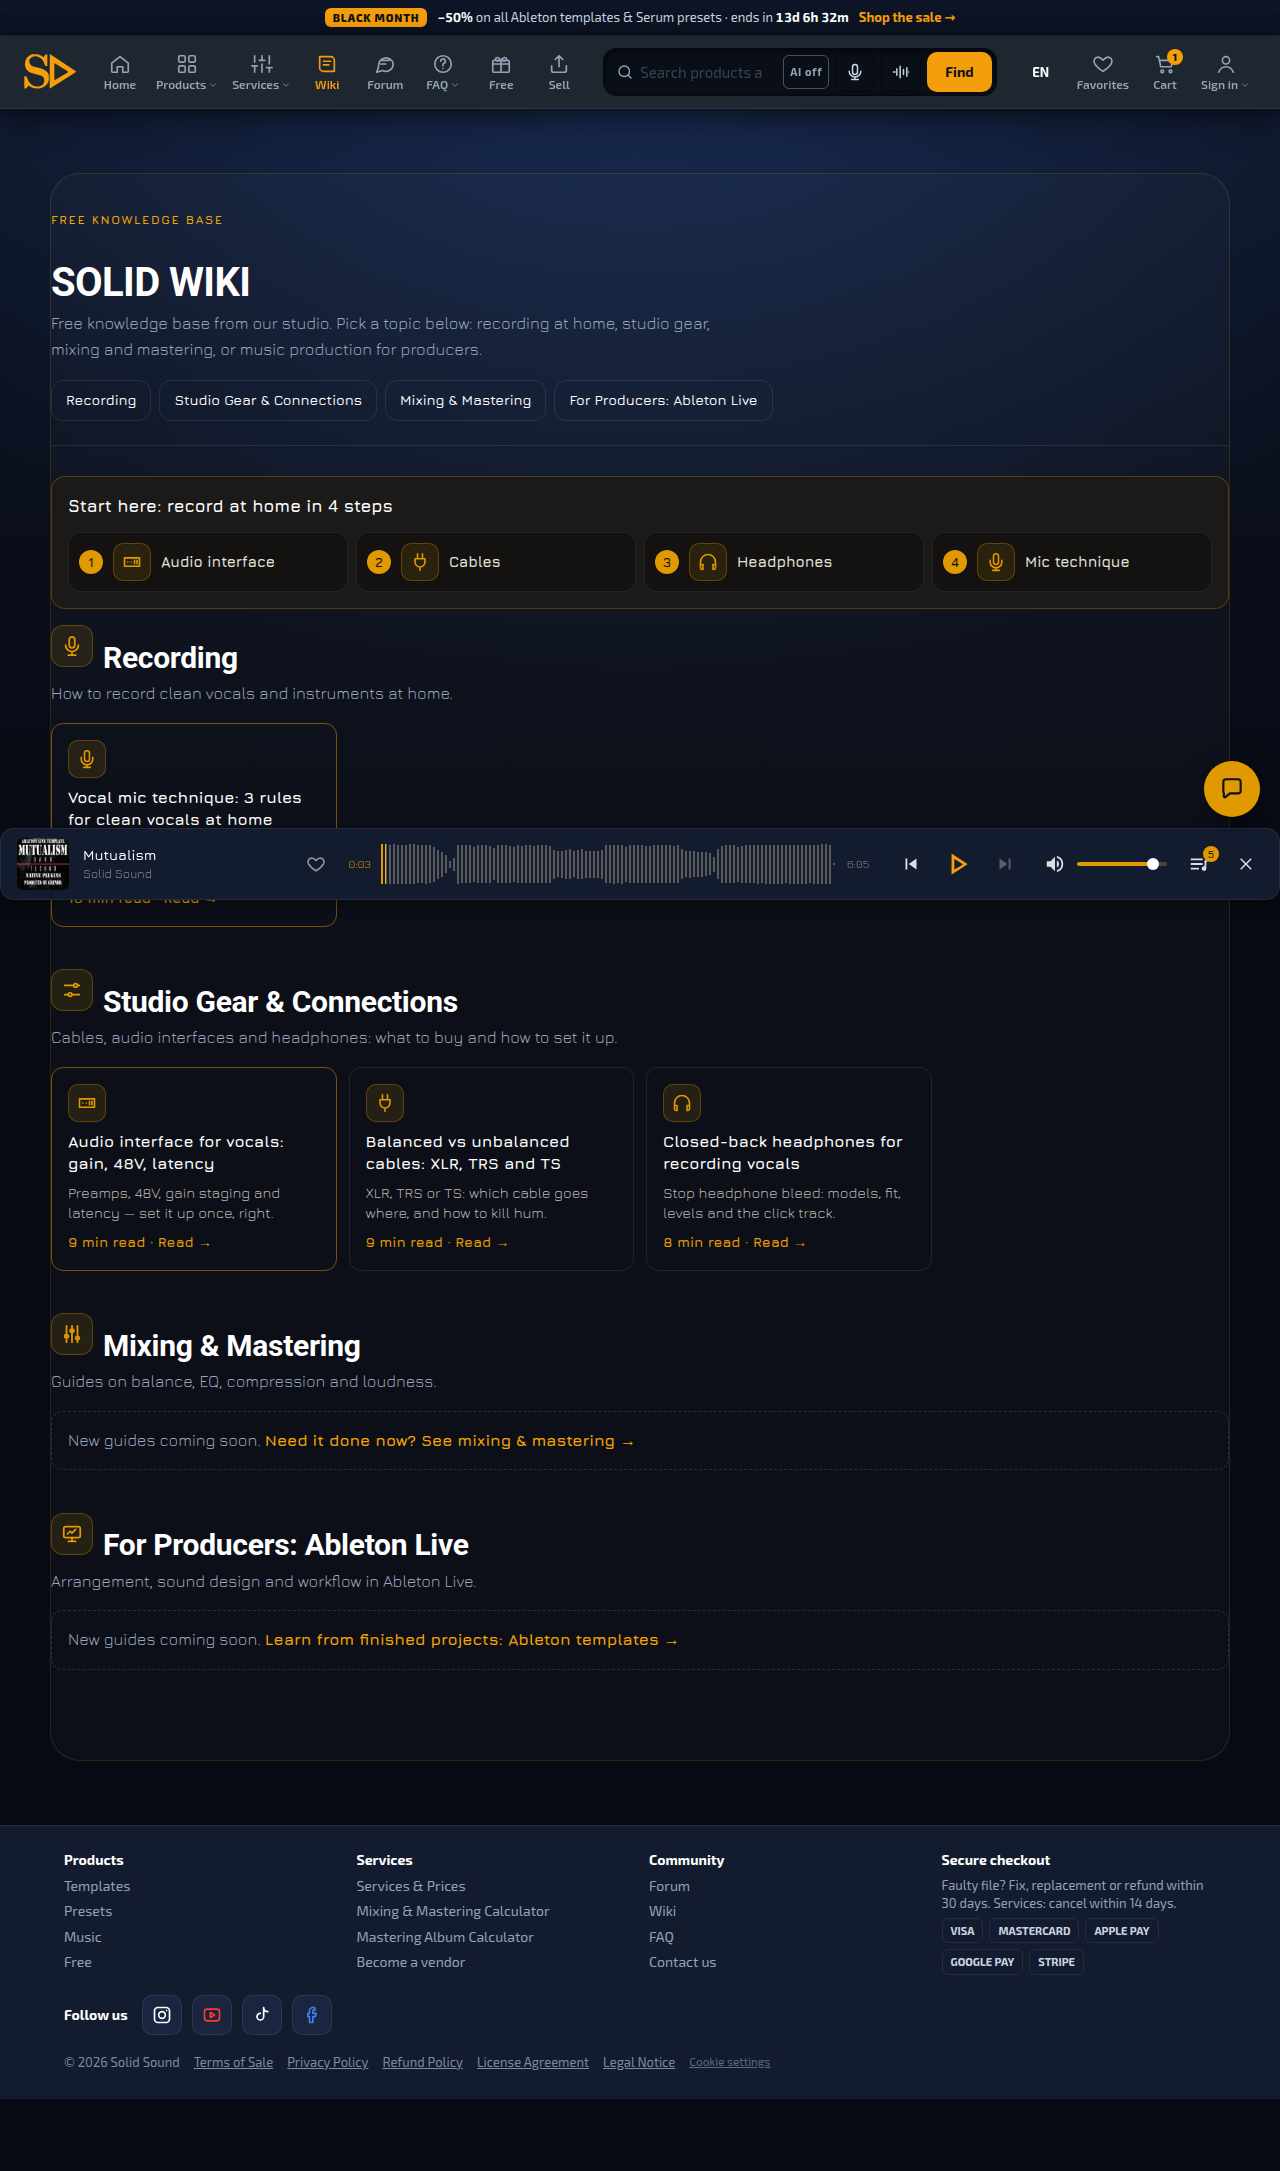 BLACK MONTH −50% on all Ableton templates & Serum presets · ends in 13d 6h 32m Shop the sale →
SD
Home
Products
Services
Wiki
Forum
FAQ
Free
Sell
Search products a
AI off
Find
EN
Favorites
1
Cart
Sign in
FREE KNOWLEDGE BASE
SOLID WIKI
Free knowledge base from our studio. Pick a topic below: recording at home, studio gear,
mixing and mastering, or music production for producers.
Recording
Studio Gear & Connections
Mixing & Mastering
For Producers: Ableton Live
Start here: record at home in 4 steps
1 Audio interface
2 Cables
3 Headphones
4 Mic technique
Recording
How to record clean vocals and instruments at home.
Vocal mic technique: 3 rules
for clean vocals at home
MUTUALISM
Mutualism
Solid Sound
0:03
6:05
5
Studio Gear & Connections
Cables, audio interfaces and headphones: what to buy and how to set it up.
Audio interface for vocals:
gain, 48V, latency
Preamps, 48V, gain staging and
latency — set it up once, right.
9 min read · Read →
Balanced vs unbalanced
cables: XLR, TRS and TS
XLR, TRS or TS: which cable goes
where, and how to kill hum.
9 min read · Read →
Closed-back headphones for
recording vocals
Stop headphone bleed: models, fit,
levels and the click track.
8 min read · Read →
Mixing & Mastering
Guides on balance, EQ, compression and loudness.
New guides coming soon. Need it done now? See mixing & mastering →
For Producers: Ableton Live
Arrangement, sound design and workflow in Ableton Live.
New guides coming soon. Learn from finished projects: Ableton templates →
Products
Templates
Presets
Music
Free
Services
Services & Prices
Mixing & Mastering Calculator
Mastering Album Calculator
Become a vendor
Community
Forum
Wiki
FAQ
Contact us
Secure checkout
Faulty file? Fix, replacement or refund within
30 days. Services: cancel within 14 days.
VISA MASTERCARD APPLE PAY
GOOGLE PAY STRIPE
Follow us
© 2026 Solid Sound Terms of Sale Privacy Policy Refund Policy License Agreement Legal Notice Cookie settings